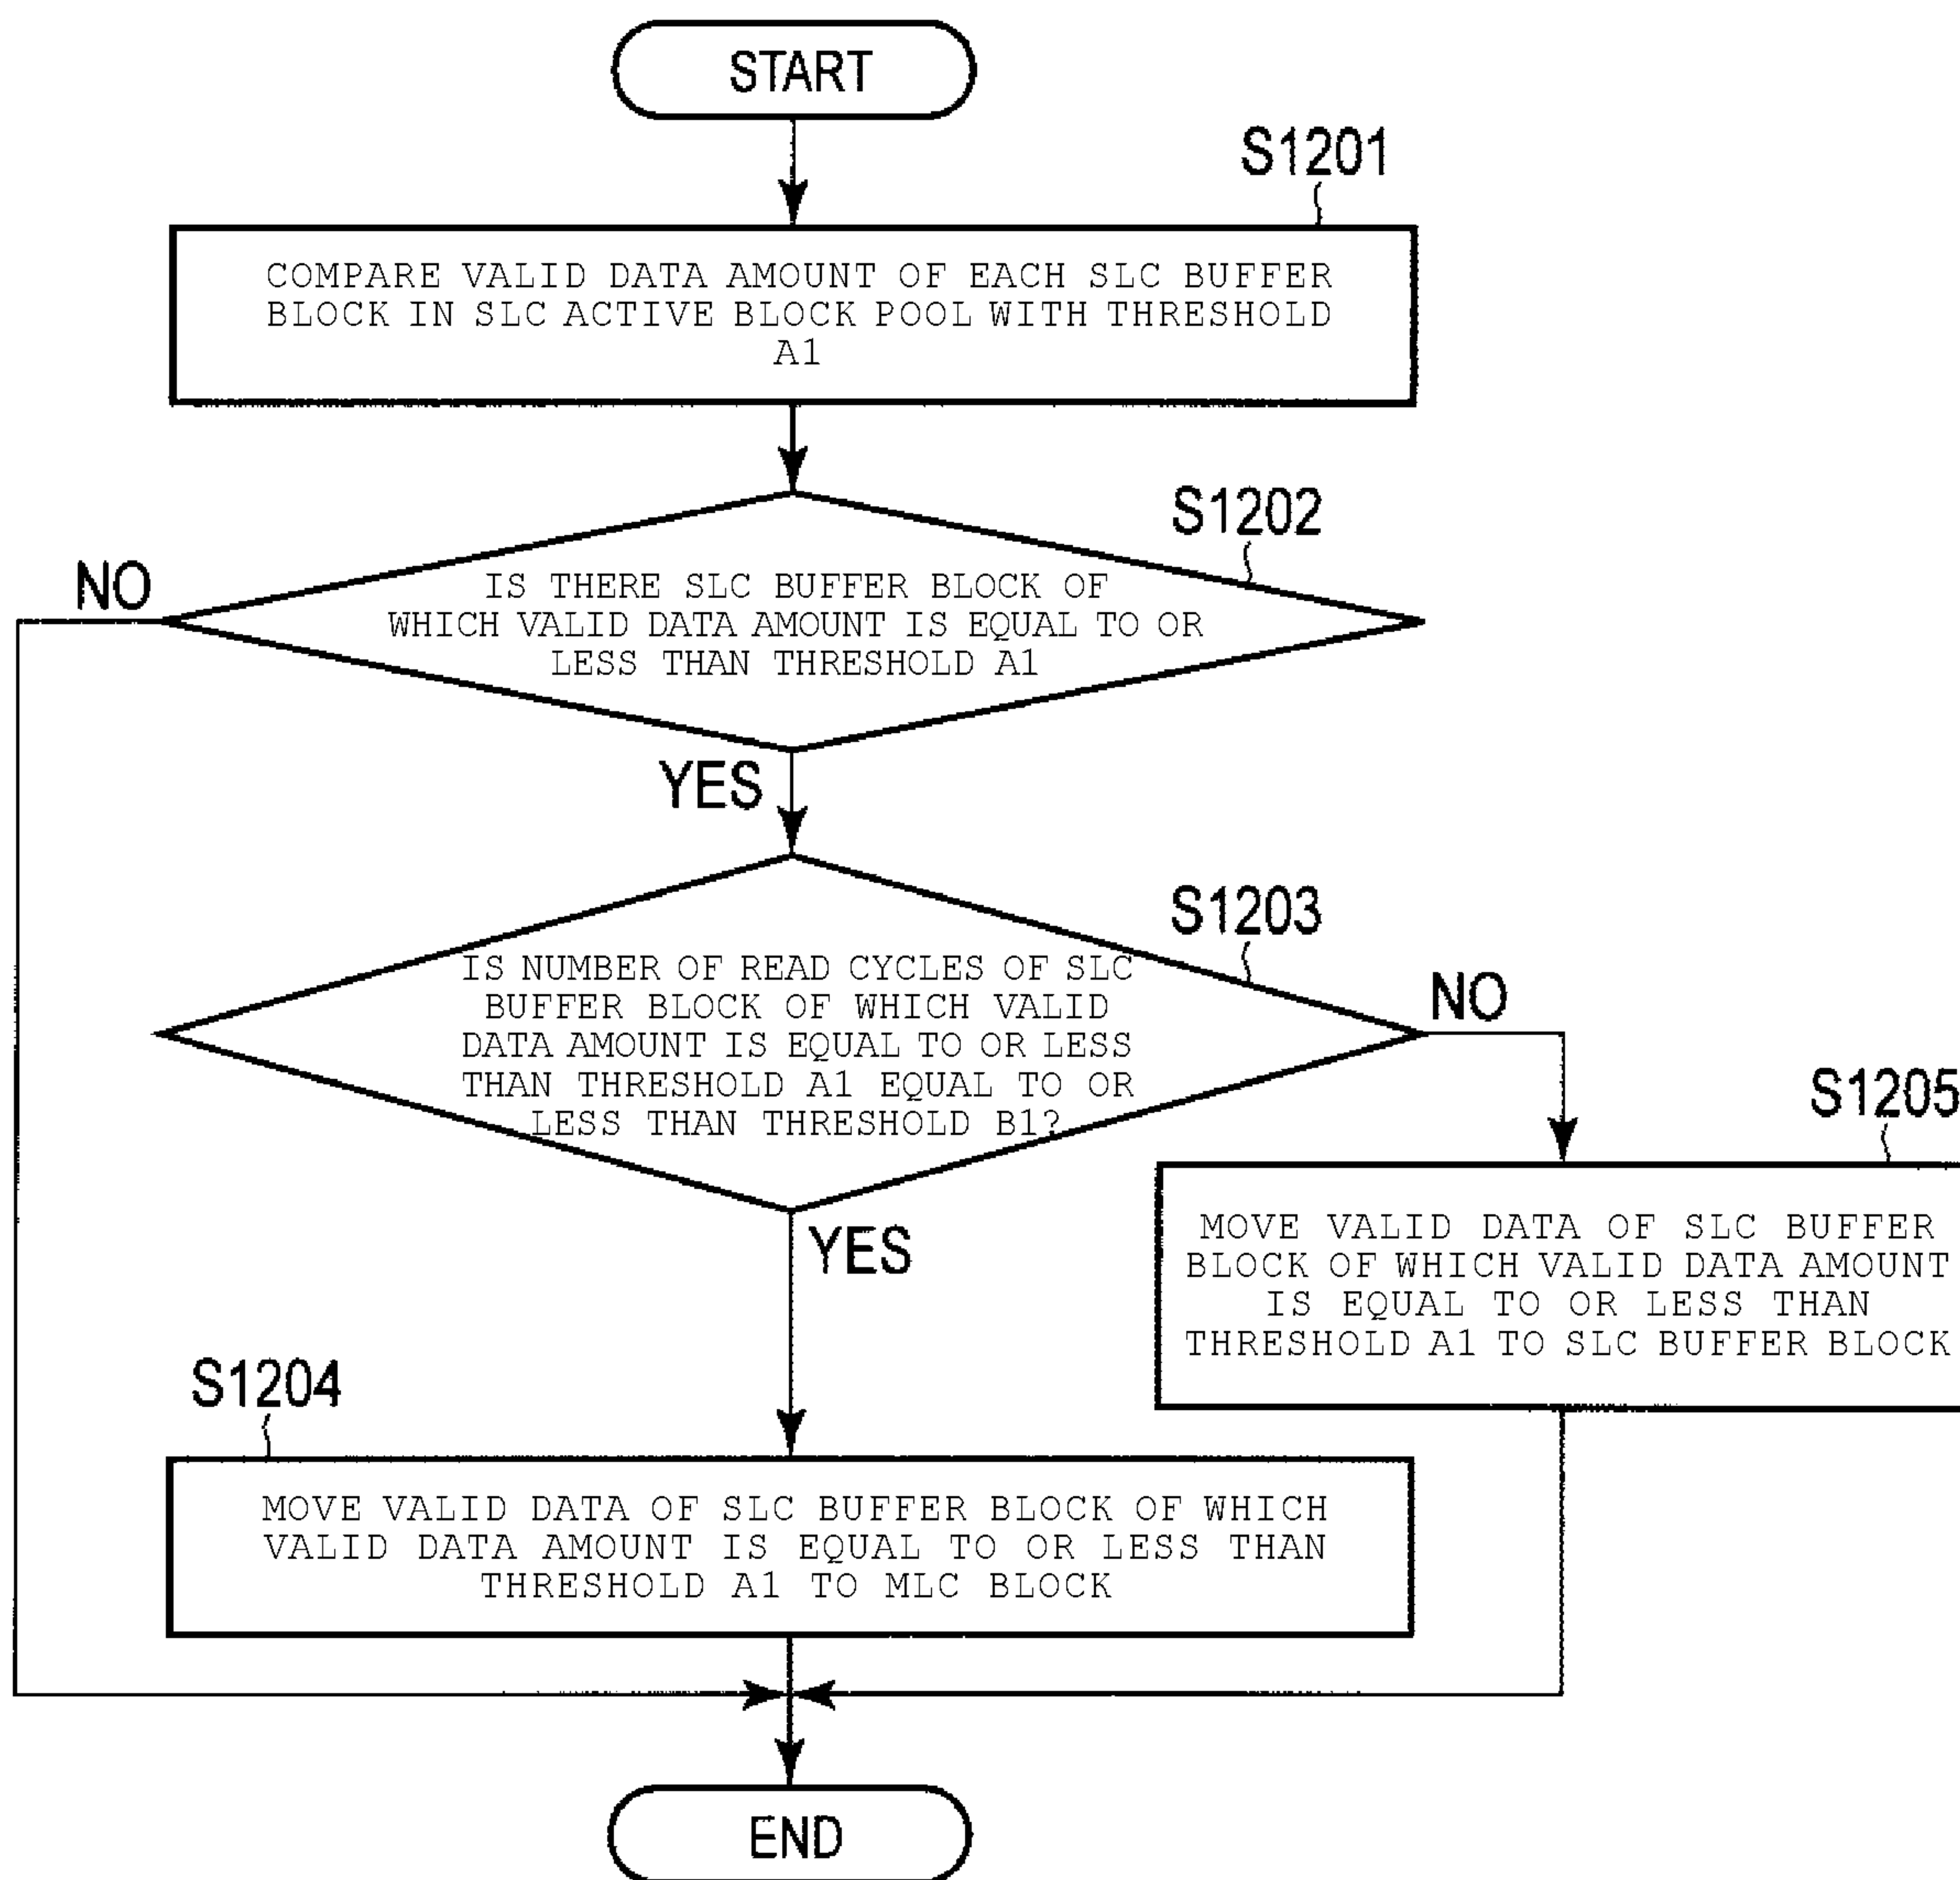 START
S1201
COMPARE VALID DATA AMOUNT OF EACH SLC BUFFER
BLOCK IN SLC ACTIVE BLOCK POOL WITH THRESHOLD
A1
S1202
NO
IS THERE SLC BUFFER BLOCK OF
WHICH VALID DATA AMOUNT IS EQUAL TO OR
LESS THAN THRESHOLD A1
YES
S1203
IS NUMBER OF READ CYCLES OF SLC
BUFFER BLOCK OF WHICH VALID
DATA AMOUNT IS EQUAL TO OR LESS
THAN THRESHOLD A1 EQUAL TO OR
LESS THAN THRESHOLD B1?
NO
YES
S1205
MOVE VALID DATA OF SLC BUFFER
BLOCK OF WHICH VALID DATA AMOUNT
IS EQUAL TO OR LESS THAN
THRESHOLD A1 TO SLC BUFFER BLOCK
S1204
MOVE VALID DATA OF SLC BUFFER BLOCK OF WHICH
VALID DATA AMOUNT IS EQUAL TO OR LESS THAN
THRESHOLD A1 TO MLC BLOCK
END